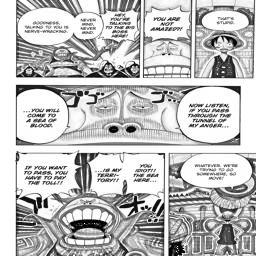 THAT'S
STUPID.
YOU ARE
NOT
AMAZED?!
HEY,
YOU'RE
TALKING
TO THE BIG
BOSS
HERE!
NEVER
MIND,
NEVER
MIND.
GOODNESS,
TALKING TO YOU IS
NERVE-WRACKING.
NOW LISTEN,
IF YOU PASS
THROUGH THE
TUNNEL OF
MY ANGER...
...YOU WILL
COME TO
A SEA OF
BLOOD.
WHATEVER. WE'RE
TRYING TO GO
SOMEWHERE, SO
MOVE!
YOU
IDIOT!!
THE SEA
HERE...
...IS MY
TERRI-
TORY!!
IF YOU WANT
TO PASS, YOU
HAVE TO PAY
THE TOLL!!